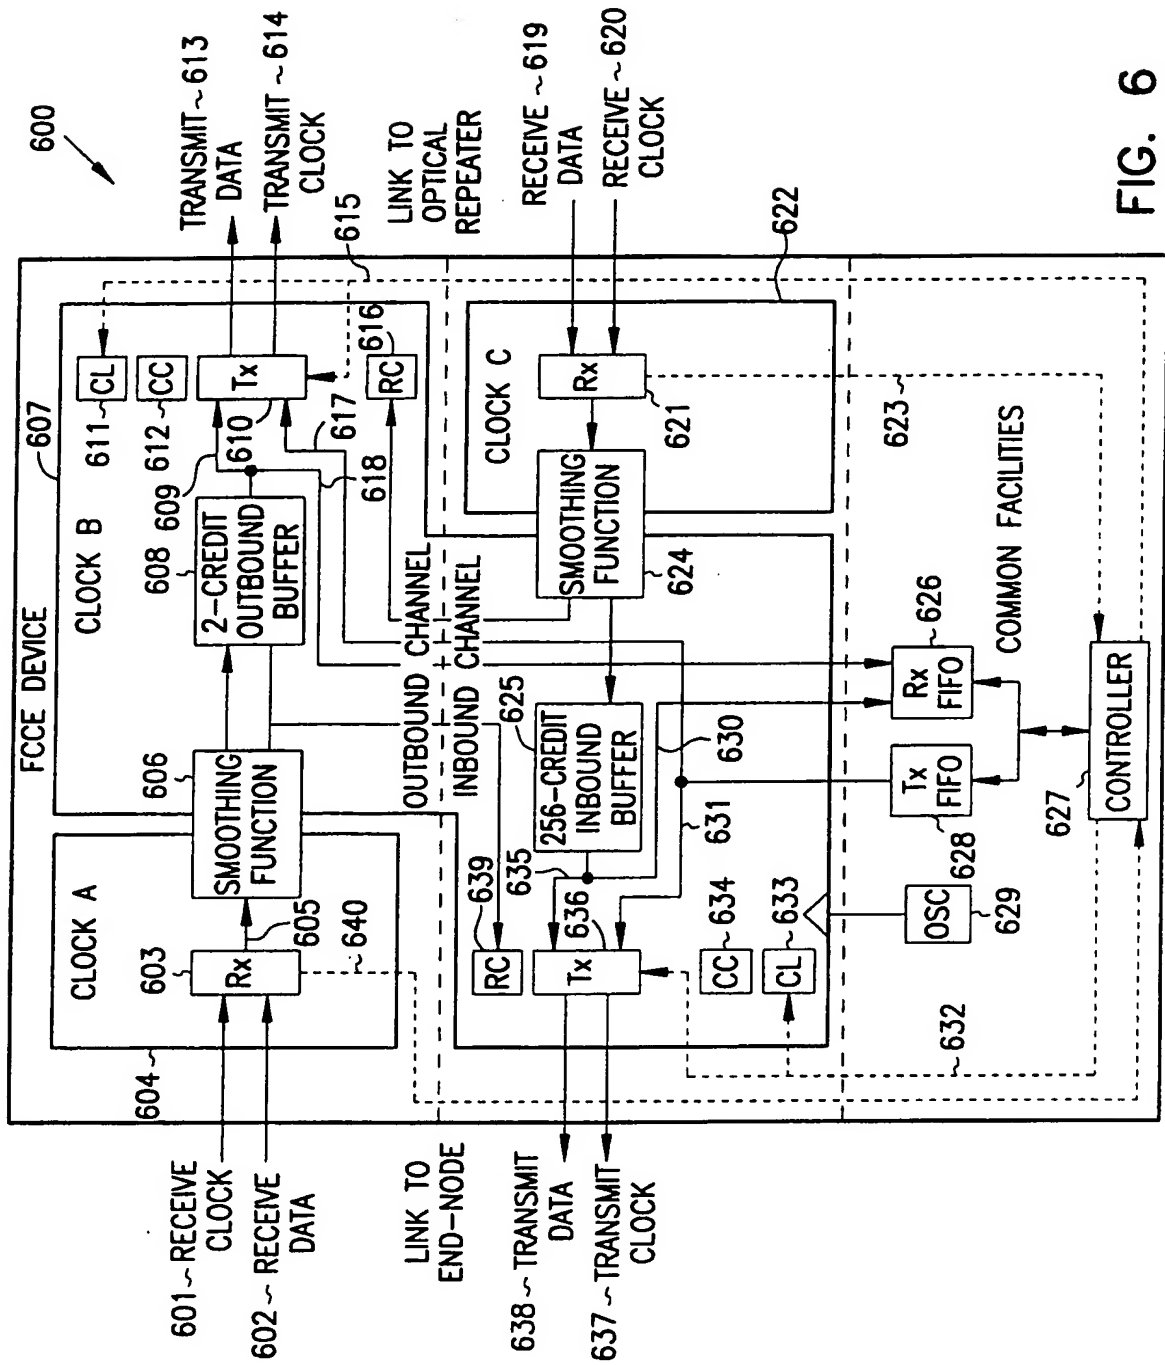 600
FCCE DEVICE
607
CLOCK A
CLOCK B
601
RECEIVE
CLOCK
602
RECEIVE
DATA
604
603
Rx
605
640
606
SMOOTHING
FUNCTION
608
2-CREDIT
OUTBOUND
BUFFER
609
610
Tx
611
CL
612
CC
TRANSMIT
DATA
613
TRANSMIT
CLOCK
614
615
RC
616
617
618
OUTBOUND CHANNEL
INBOUND CHANNEL
LINK TO
END-NODE
LINK TO
OPTICAL
REPEATER
RECEIVE
DATA
619
RECEIVE
CLOCK
620
CLOCK C
Rx
621
622
623
SMOOTHING
FUNCTION
624
625
256-CREDIT
INBOUND
BUFFER
630
631
635
639
RC
636
Tx
634
CC
633
CL
638
TRANSMIT
DATA
637
TRANSMIT
CLOCK
632
COMMON FACILITIES
OSC
629
Tx
FIFO
628
Rx
FIFO
626
627
CONTROLLER
FIG. 6